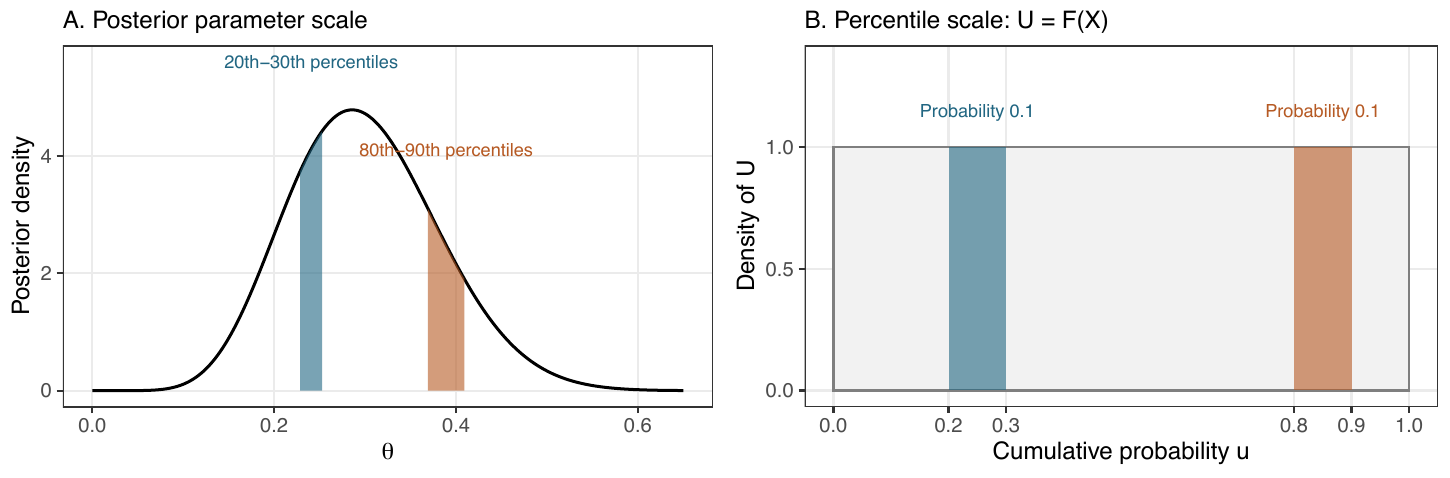 A. Posterior parameter scale
20th–30th percentiles
80th–90th percentiles
Posterior density
4
2
0
0.0
0.2
0.4
0.6
θ
B. Percentile scale: U = F(X)
Probability 0.1
Probability 0.1
Density of U
1.0
0.5
0.0
0.0
0.2
0.3
0.8
0.9
1.0
Cumulative probability u